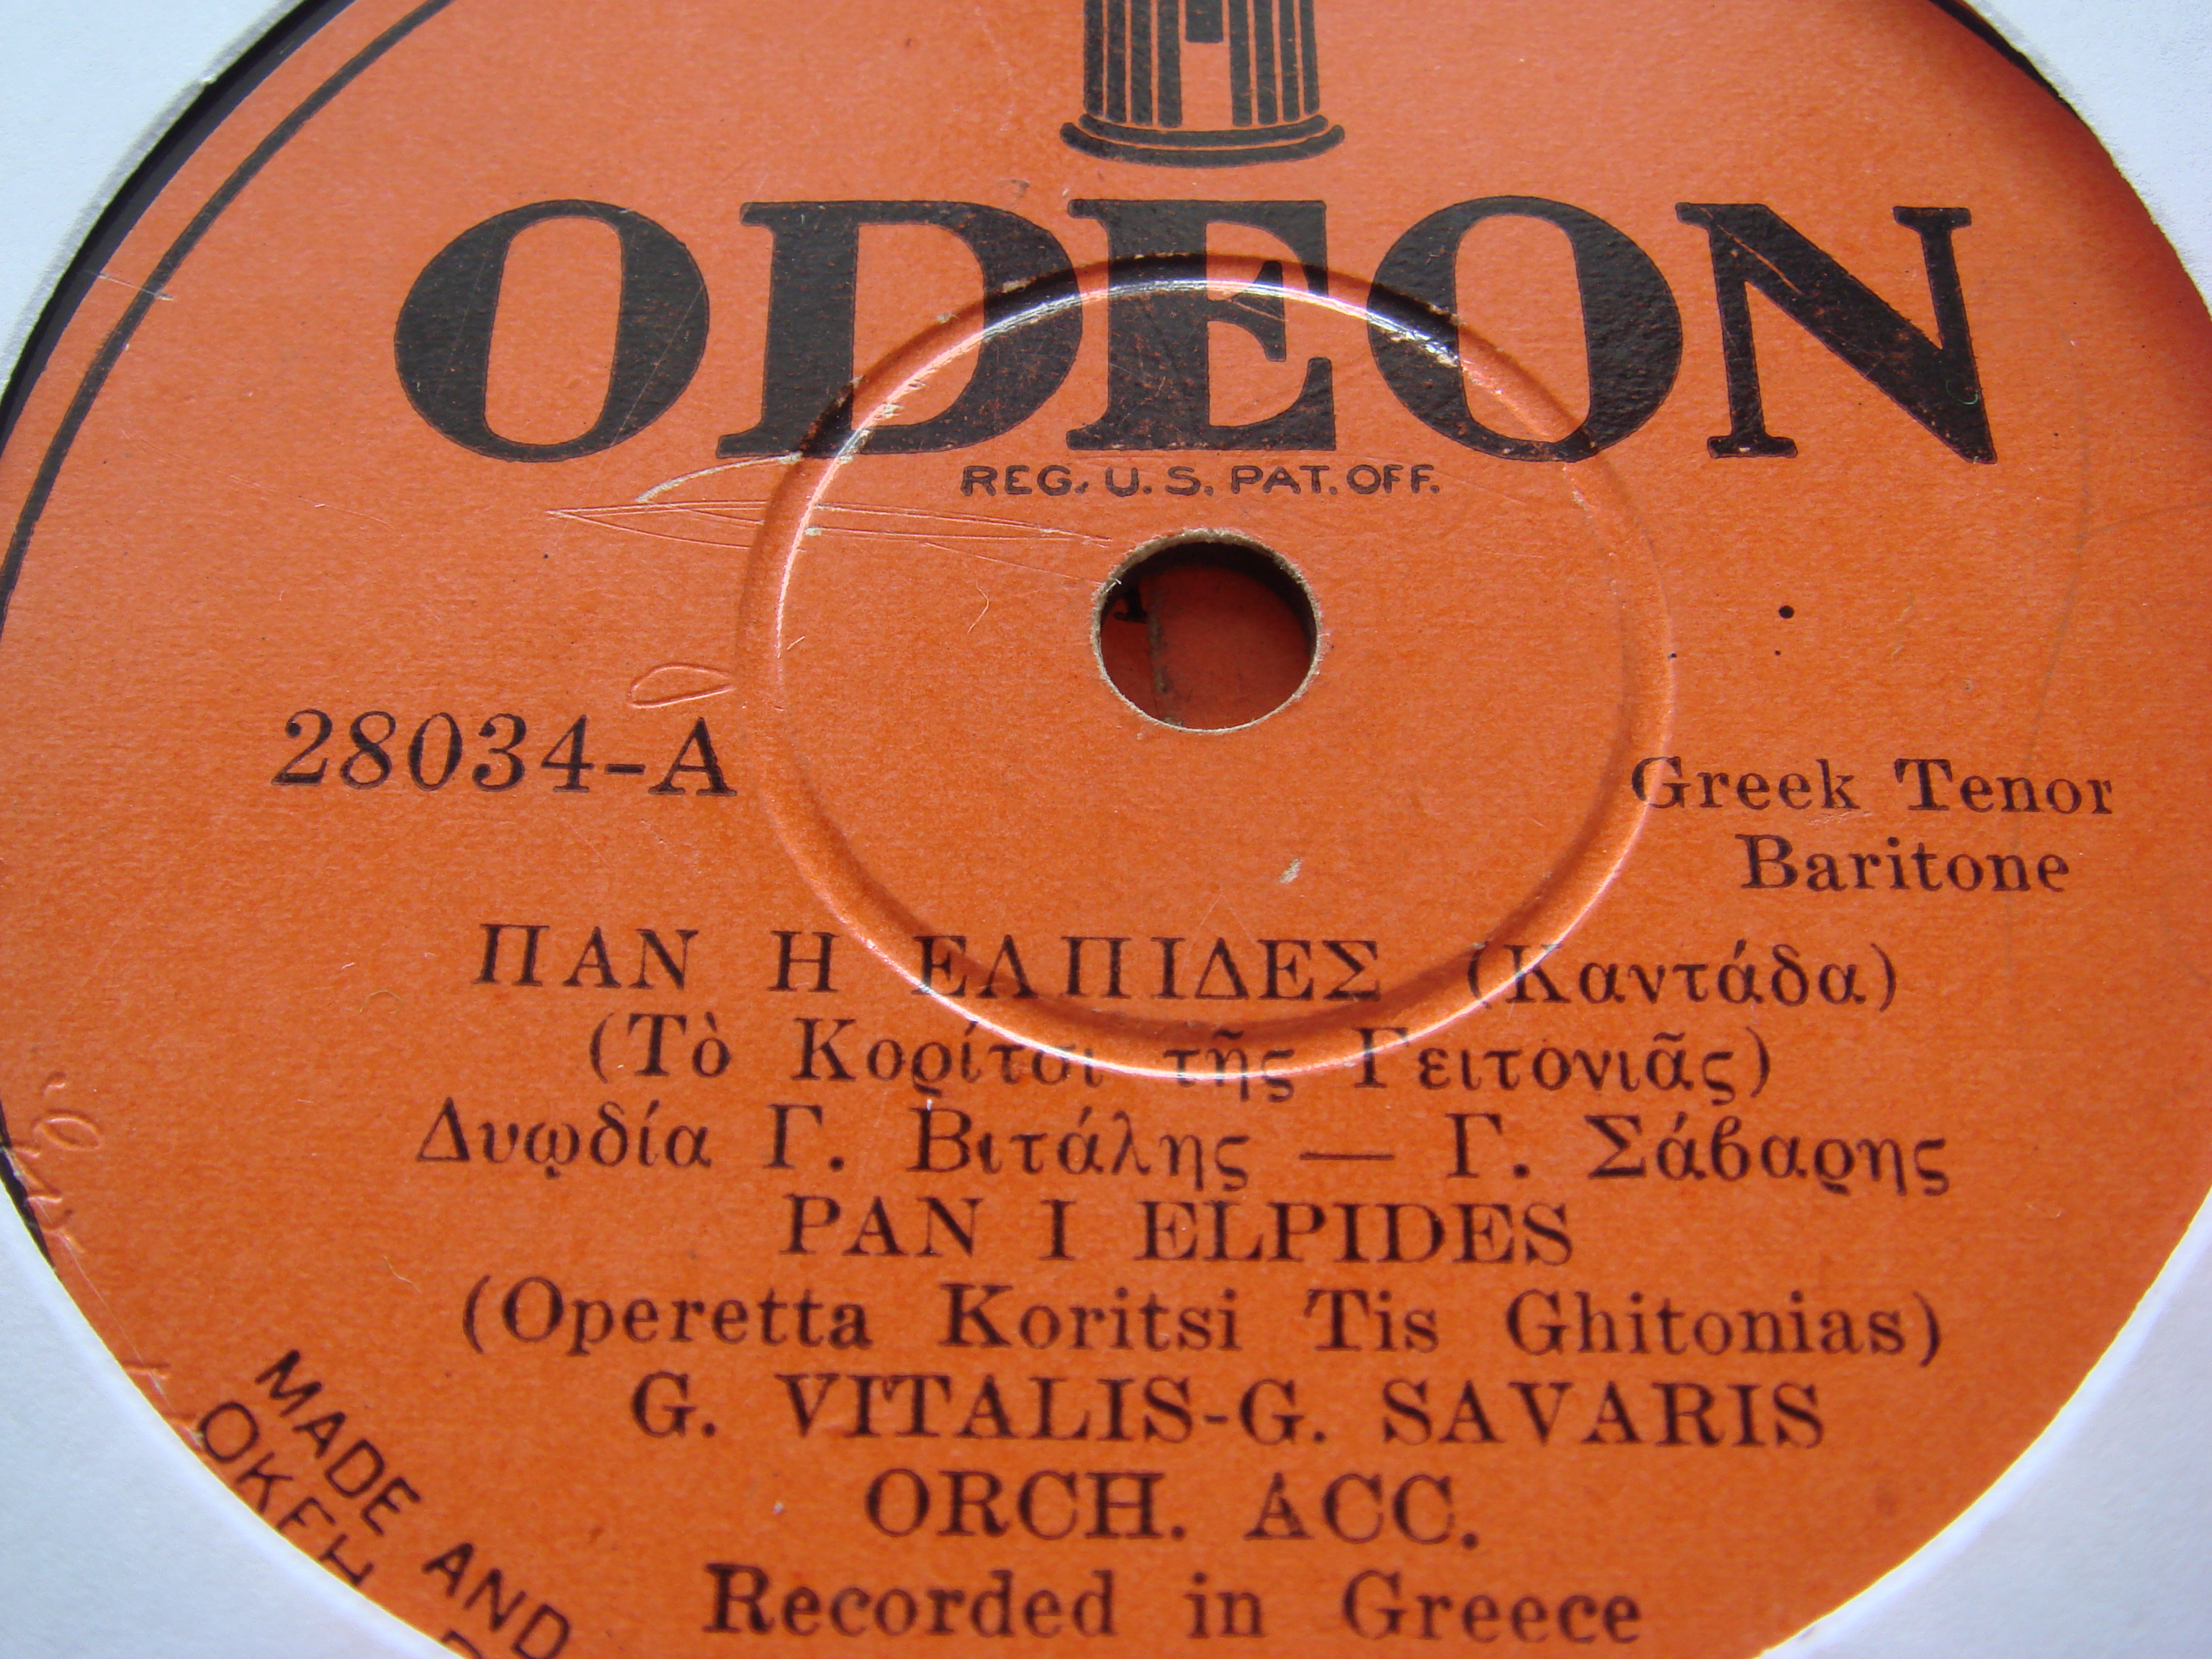 ODEON
REG. U.S. PAT. OFF.
28034-A
Greek Tenor
Baritone
ΠΑΝ Η ΕΛΠΙΔΕΣ (Καντάδα)
(Τὸ Κορίτσι τῆς Γειτονιᾶς)
Δυῳδία Γ. Βιτάλης — Γ. Σάβαρης
PAN I ELPIDES
(Operetta Koritsi Tis Ghitonias)
G. VITALIS-G. SAVARIS
ORCH. ACC.
Recorded in Greece
MADE AND
OKEH